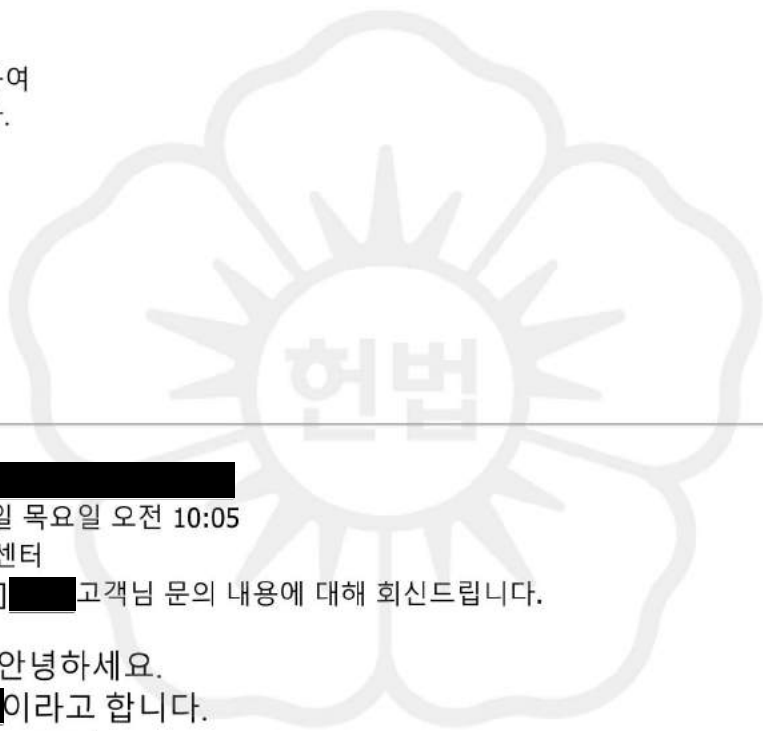 여
헌법
일 목요일 오전 10:05
센터
]
고객님 문의 내용에 대해 회신드립니다.
안녕하세요.
이라고 합니다.